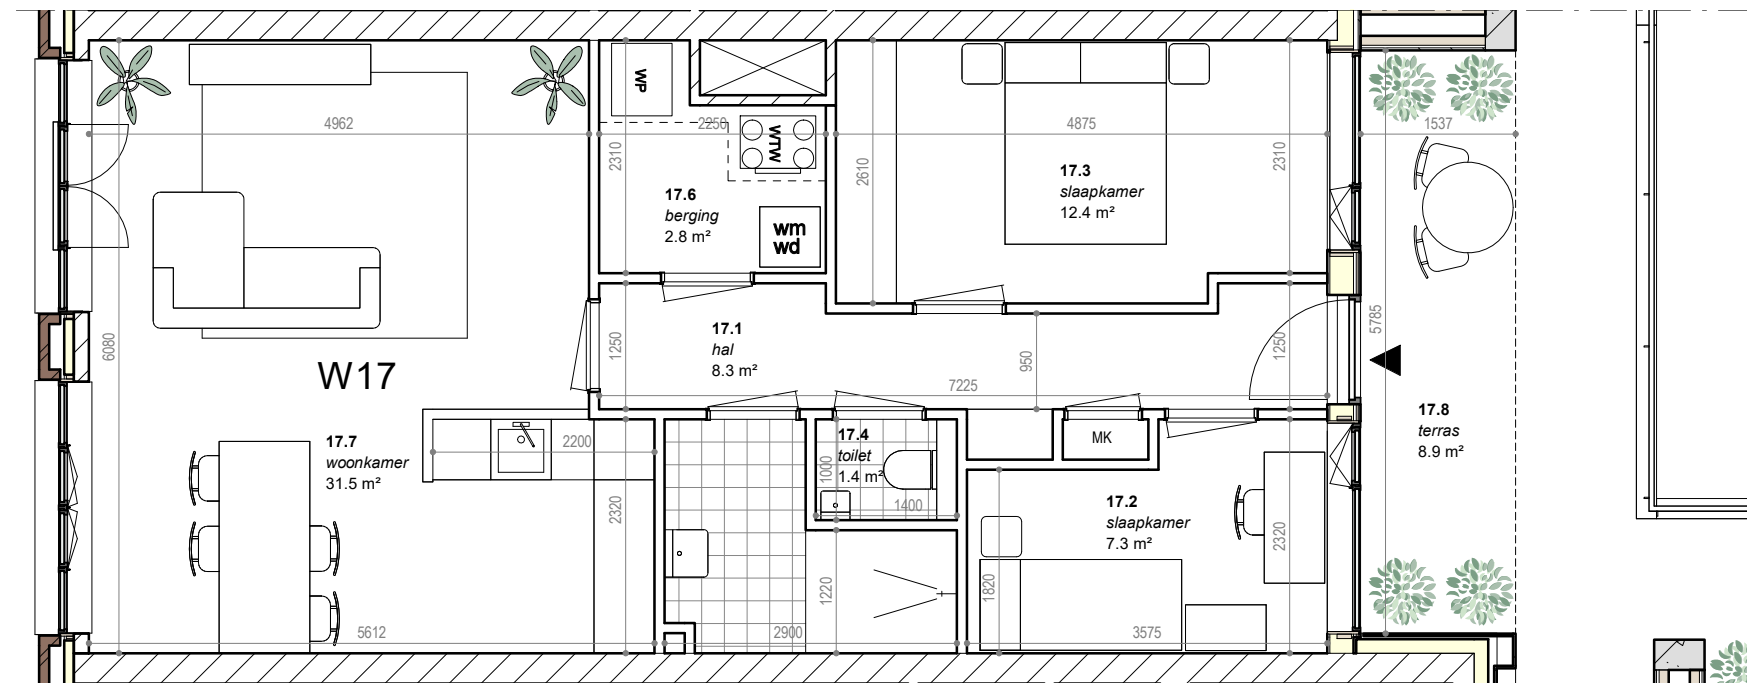 WP
4962
2250
WTW
4875
1537
2310
2610
2310
17.6
berging
2.8 m²
wm
wd
17.3
slaapkamer
12.4 m²
6080
W17
1250
17.1
hal
8.3 m²
7225
950
1250
5785
17.8
terras
8.9 m²
17.7
woonkamer
31.5 m²
2200
2320
17.4
toilet
1.4 m²
1000
1400
MK
17.2
slaapkamer
7.3 m²
2320
1220
1820
5612
2900
3575